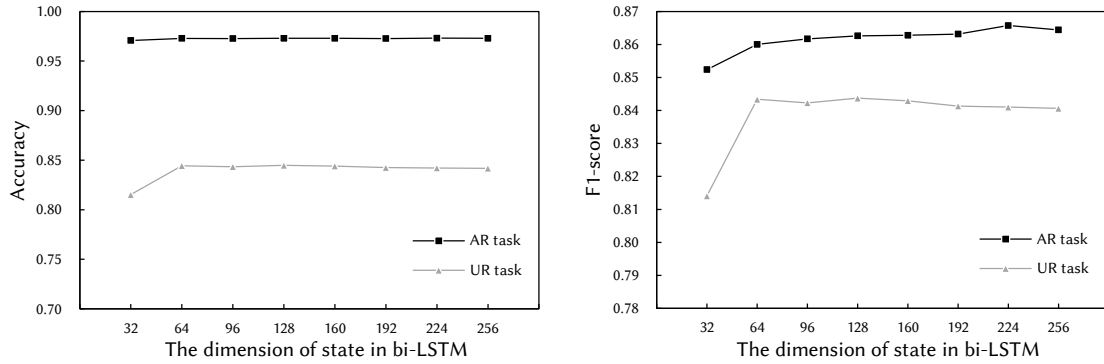 1.00
0.95
0.90
0.85
0.80
0.75
0.70
Accuracy
AR task
UR task
32 64 96 128 160 192 224 256
The dimension of state in bi-LSTM
0.87
0.86
0.85
0.84
0.83
0.82
0.81
0.80
0.79
0.78
F1-score
AR task
UR task
32 64 96 128 160 192 224 256
The dimension of state in bi-LSTM